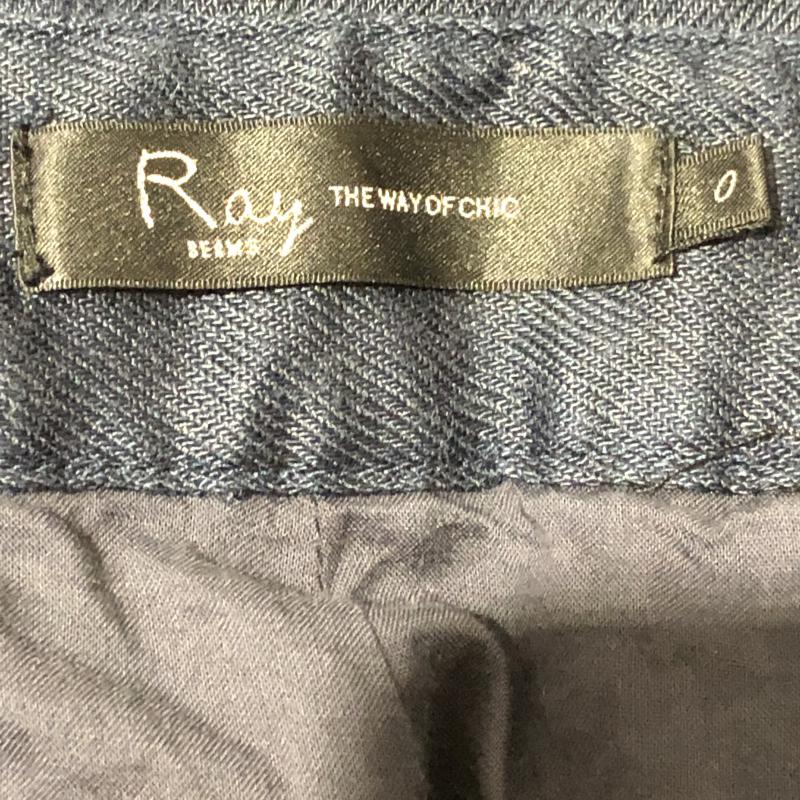 Ray THE WAY OF CHIC
BEAMS
0